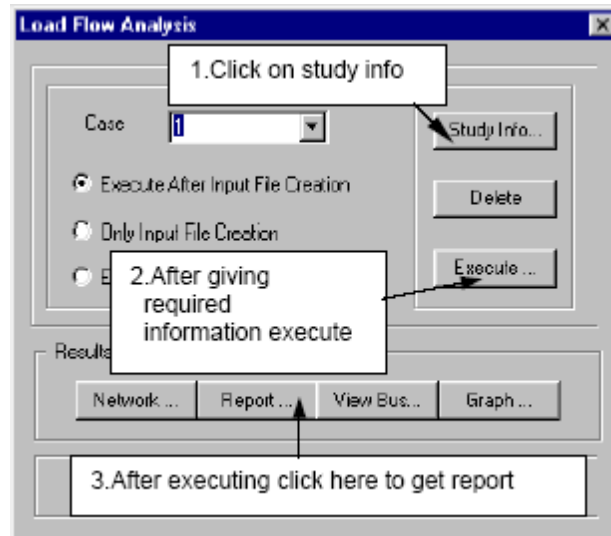 Load Flow Analysis
1.Click on study info
Case 1
Study Info...
Execute After Input File Creation
Delete
Only Input File Creation
Execute ...
E
2.After giving
required
information execute
Results
Network ...
Report ...
View Bus...
Graph ...
3.After executing click here to get report